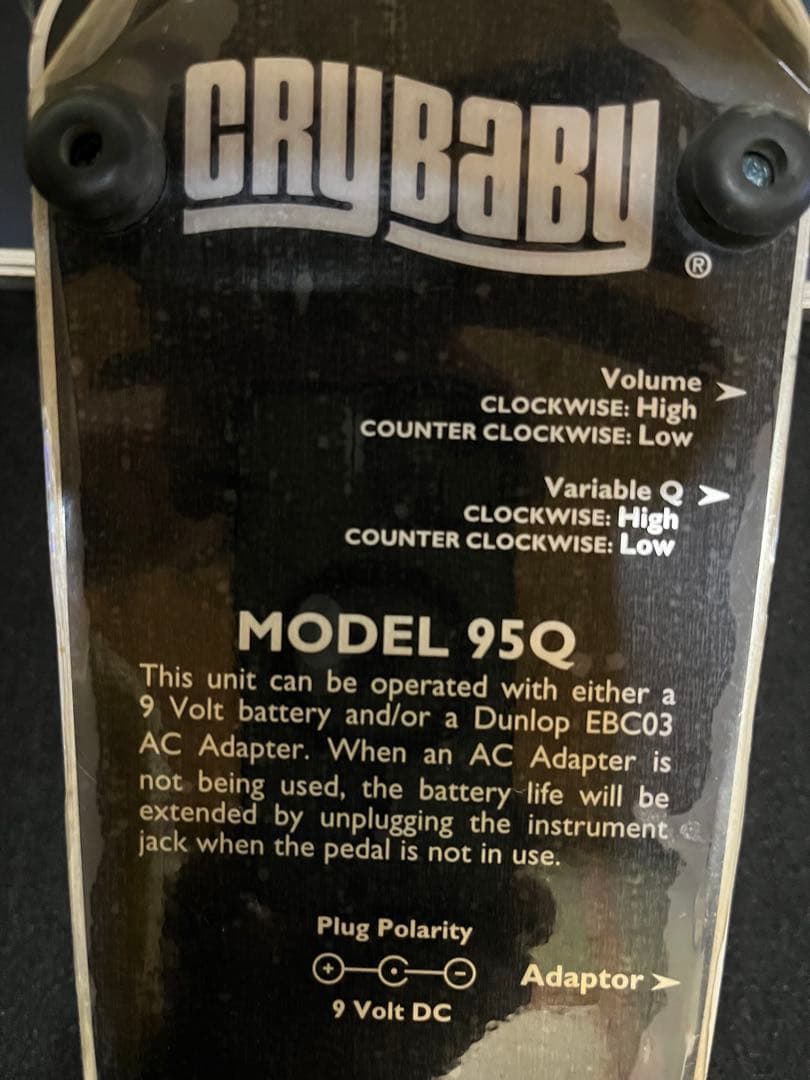 CRYBaBY
®
Volume ➤
CLOCKWISE: High
COUNTER CLOCKWISE: Low
Variable Q ➤
CLOCKWISE: High
COUNTER CLOCKWISE: Low
MODEL 95Q
This unit can be operated with either a
9 Volt battery and/or a Dunlop EBC03
AC Adapter. When an AC Adapter is
not being used, the battery life will be
extended by unplugging the instrument
jack when the pedal is not in use.
Plug Polarity
+ -
Adaptor ➤
9 Volt DC